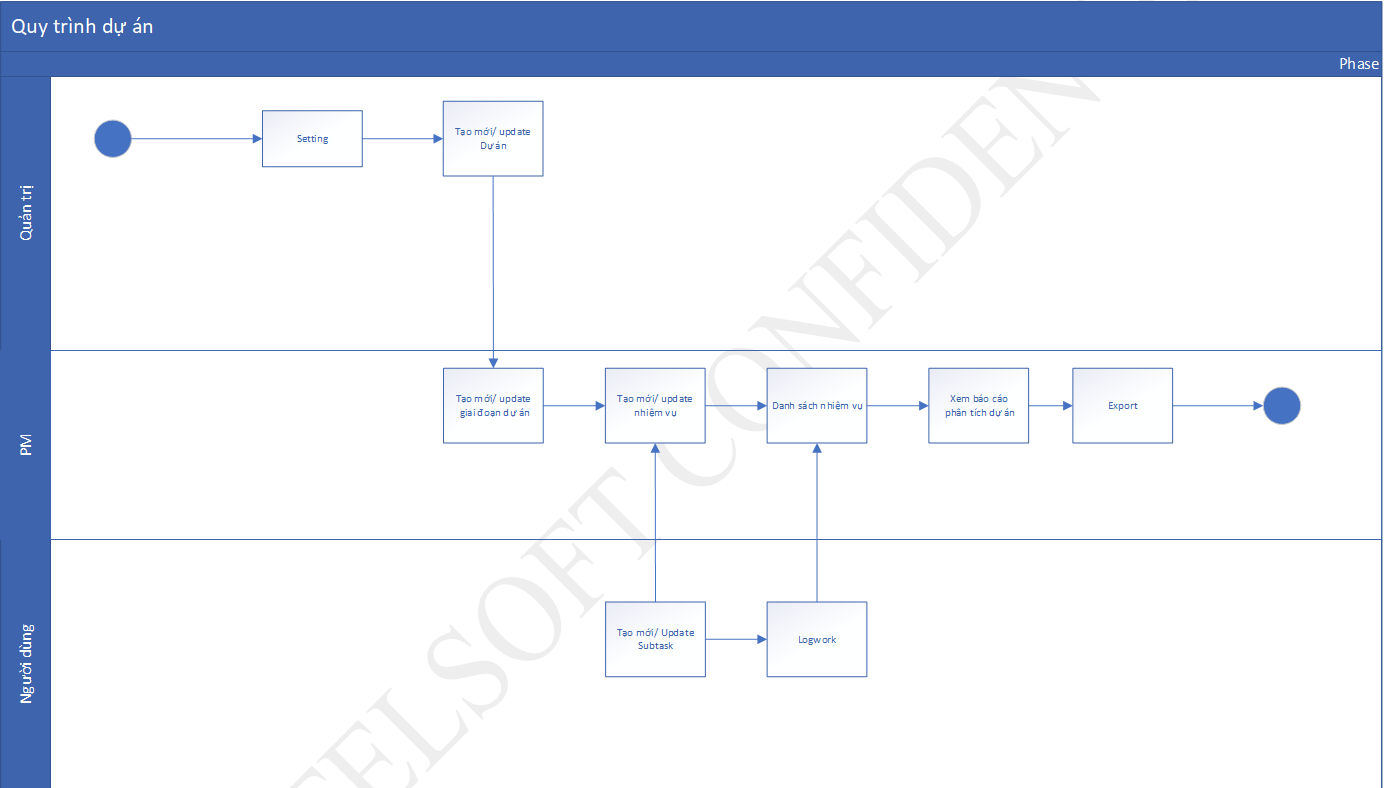 Quy trình dự án
Phase
Quản trị
Setting
Tạo mới/ update
Dự án
PM
Tạo mới/ update
giai đoạn dự án
Tạo mới/ update
nhiệm vụ
Danh sách nhiệm vụ
Xem báo cáo
phân tích dự án
Export
Người dùng
Tạo mới/ Update
Subtask
Logwork
ELSOFT CONFIDEN